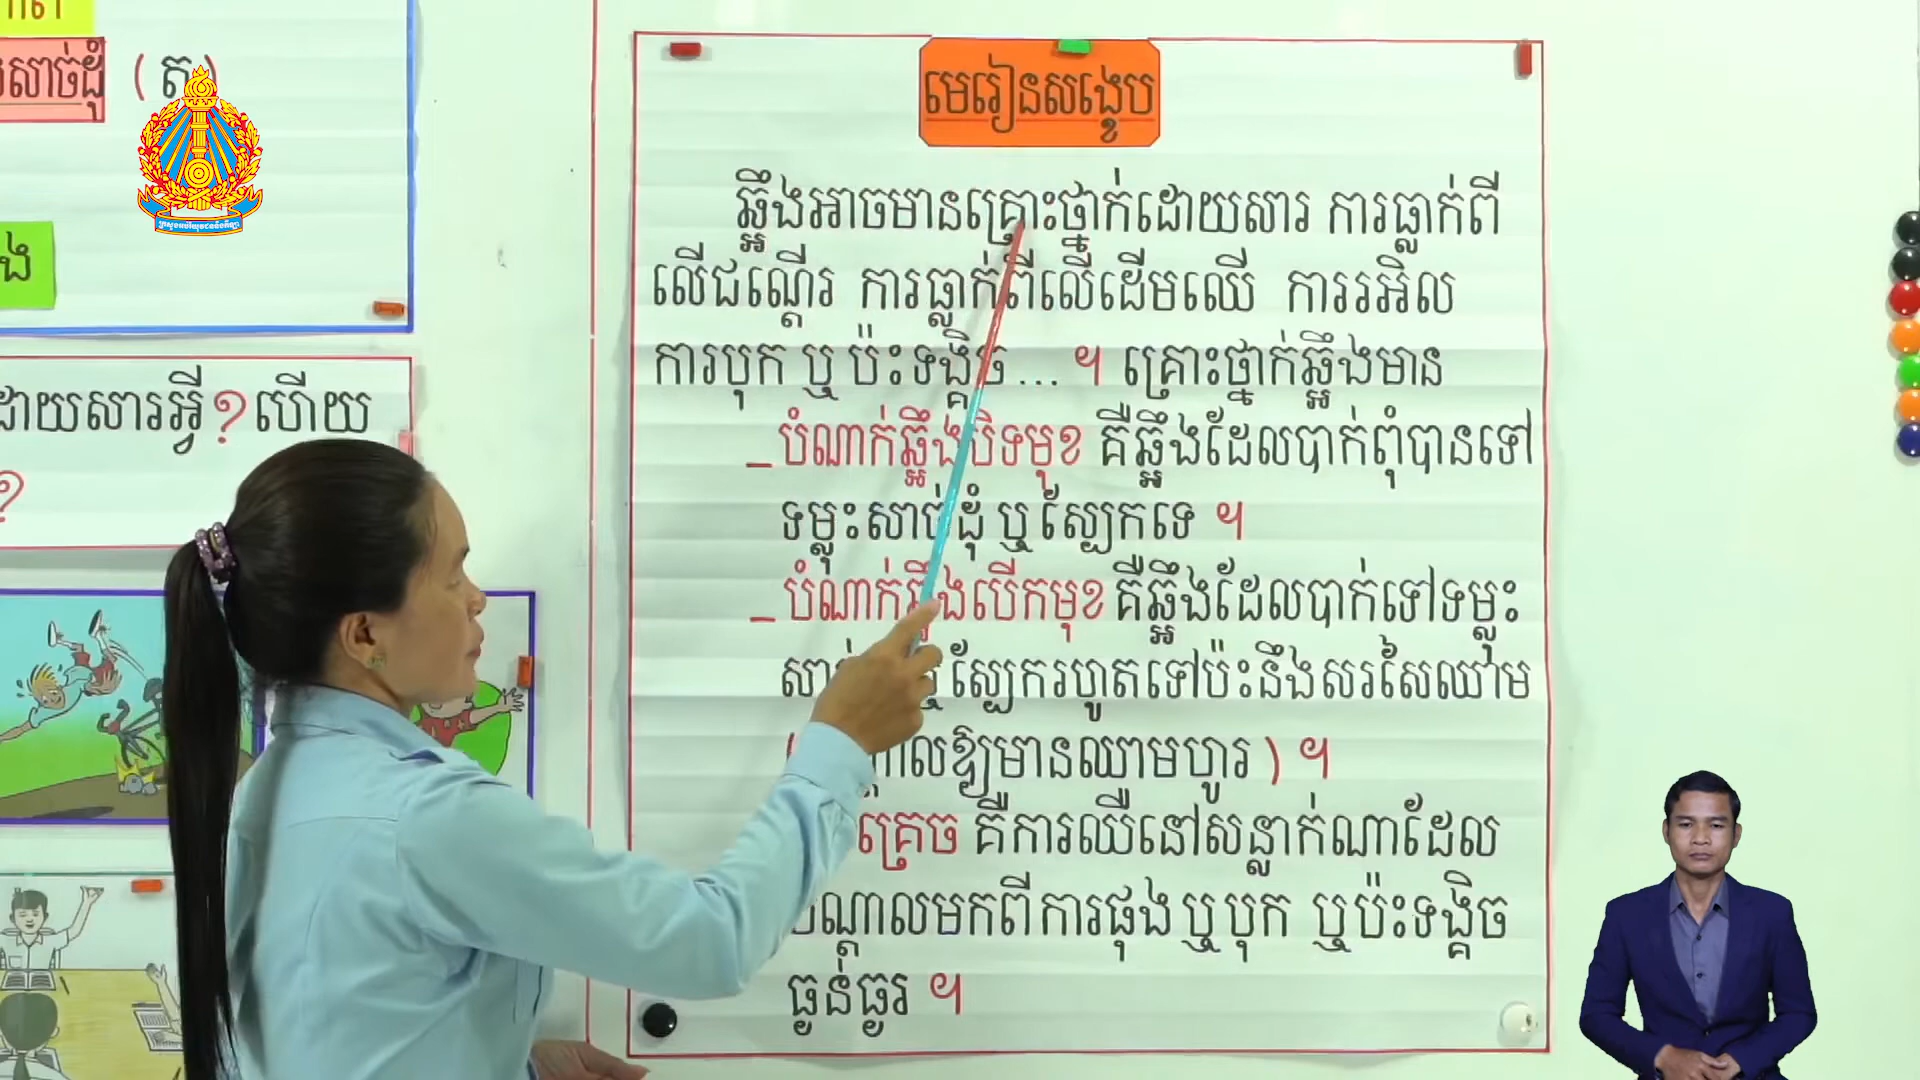 សាច់ដុំ ( ត )
ង
ដោយសារអ្វី ? ហើយ
?
មេរៀនសង្ខេប
ឆ្អឹងអាចមានគ្រោះថ្នាក់ដោយសារ ការធ្លាក់ពី
លើជណ្ដើរ ការធ្លាក់ពីលើដើមឈើ ការរអិល
ការបុក ឬ ប៉ះទង្គិច ... ។ គ្រោះថ្នាក់ឆ្អឹងមាន
_ បំណាក់ឆ្អឹងបិទមុខ គឺឆ្អឹងដែលបាក់ពុំបានទៅ
ទម្លុះសាច់ដុំ ឬ ស្បែកទេ ។
_ បំណាក់ឆ្អឹងបើកមុខ គឺឆ្អឹងដែលបាក់ទៅទម្លុះ
ឬ ស្បែករហូតទៅប៉ះនឹងសរសៃឈាម
( ឱ្យមានឈាមហូរ ) ។
គ្រេច គឺការឈឺនៅសន្លាក់ណាដែល
បណ្ដាលមកពីការផុង ឬ បុក ឬប៉ះទង្គិច
ធ្ងន់ធ្ងរ ។